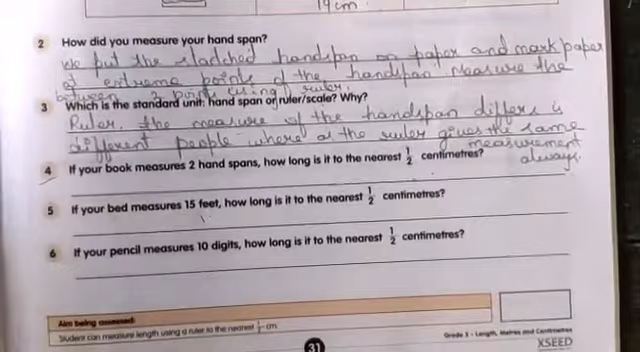 19cm
2 How did you measure your hand span?
We put the stadched handspan on paper and mark paper
at extreme points of the handspan Measure the
between 2 points using ruler.
3 Which is the standard unit: hand span or ruler/scale? Why?
Ruler. the measure of the handspan differs is
different people where as the ruler gives the same
measurement
always.
4 If your book measures 2 hand spans, how long is it to the nearest 1/2 centimetres?
5 If your bed measures 15 feet, how long is it to the nearest 1/2 centimetres?
6 If your pencil measures 10 digits, how long is it to the nearest 1/2 centimetres?
Aim being assessed:
Student can measure length using a ruler to the nearest 1/2 cm.
31
Grade 3 - Length, Metres and Centimetres
XSEED